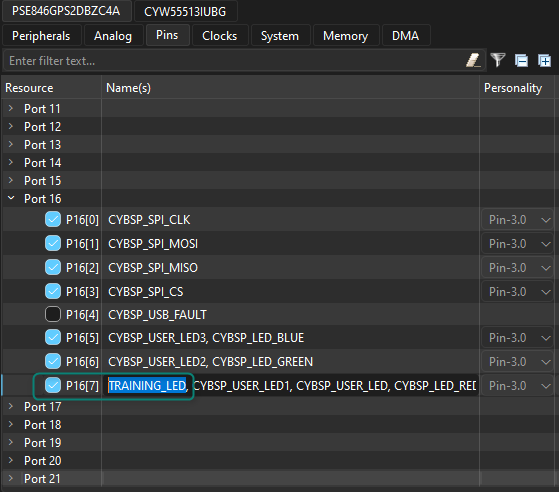 PSE846GPS2DBZC4A CYW55513IUBG
Peripherals Analog Pins Clocks System Memory DMA
Enter filter text...
Resource Name(s) Personality
Port 11
Port 12
Port 13
Port 14
Port 15
Port 16
P16[0] CYBSP_SPI_CLK Pin-3.0
P16[1] CYBSP_SPI_MOSI Pin-3.0
P16[2] CYBSP_SPI_MISO Pin-3.0
P16[3] CYBSP_SPI_CS Pin-3.0
P16[4] CYBSP_USB_FAULT
P16[5] CYBSP_USER_LED3, CYBSP_LED_BLUE Pin-3.0
P16[6] CYBSP_USER_LED2, CYBSP_LED_GREEN Pin-3.0
P16[7] TRAINING_LED, CYBSP_USER_LED1, CYBSP_USER_LED, CYBSP_LED_RED Pin-3.0
Port 17
Port 18
Port 19
Port 20
Port 21